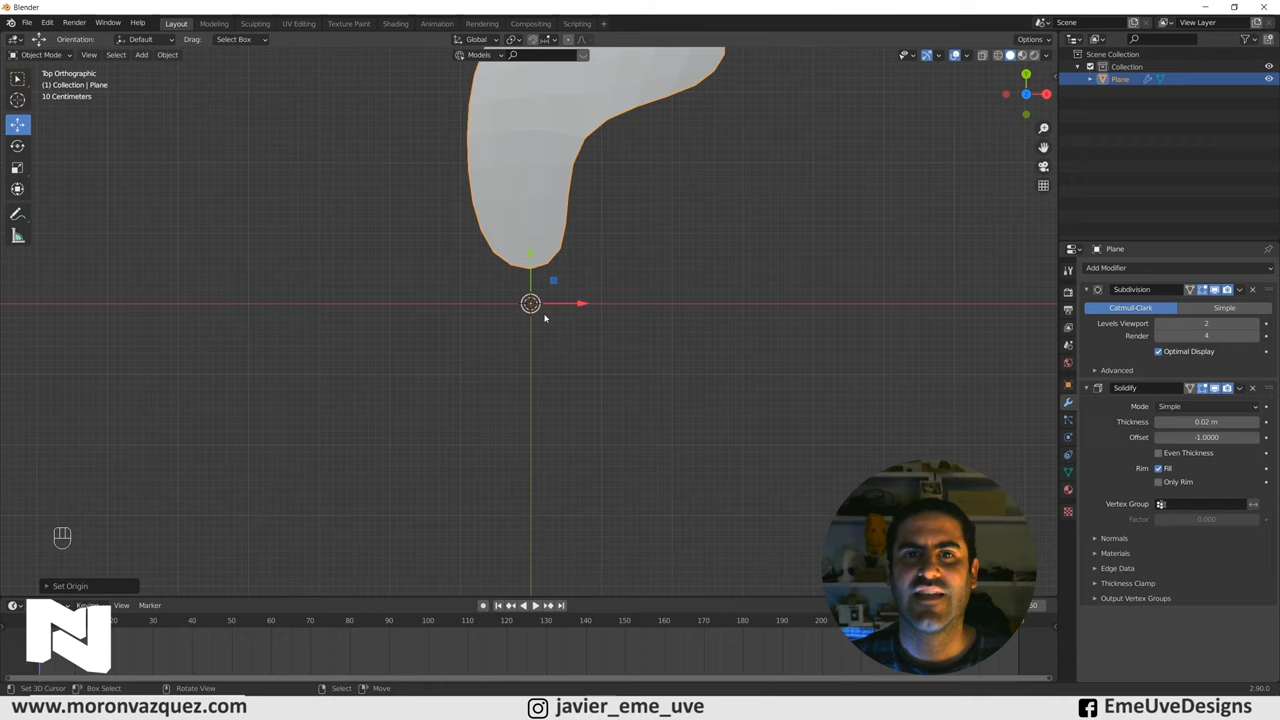 Blender
File Edit Render Window Help Layout Modeling Sculpting UV Editing Texture Paint Shading Animation Rendering Compositing Scripting + Scene View Layer
Orientation: Default Drag: Select Box Global Options
Object Mode View Select Add Object Models
Top Orthographic
(1) Collection | Plane
10 Centimeters
Scene Collection
Collection
Plane
Plane
Add Modifier
Subdivision
Catmull-Clark Simple
Levels Viewport 2
Render 4
Optimal Display
Advanced
Solidify
Mode Simple
Thickness 0.02 m
Offset -1.0000
Even Thickness
Rim Fill
Only Rim
Vertex Group
Factor 0.000
Normals
Materials
Edge Data
Thickness Clamp
Output Vertex Groups
Set Origin
View Marker
20 30 40 50 60 70 80 90 100 110 120 130 140 150 160 170 180 190 200
N
Set 3D Cursor Box Select Rotate View Select Move 2.90.0
www.moronvazquez.com javier_eme_uve EmeUveDesigns